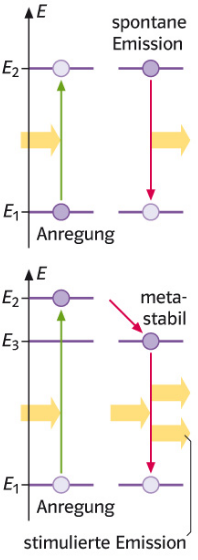 E
spontane
Emission
E2
E1
Anregung
E
meta-
stabil
E2
E3
E1
Anregung
stimulierte Emission